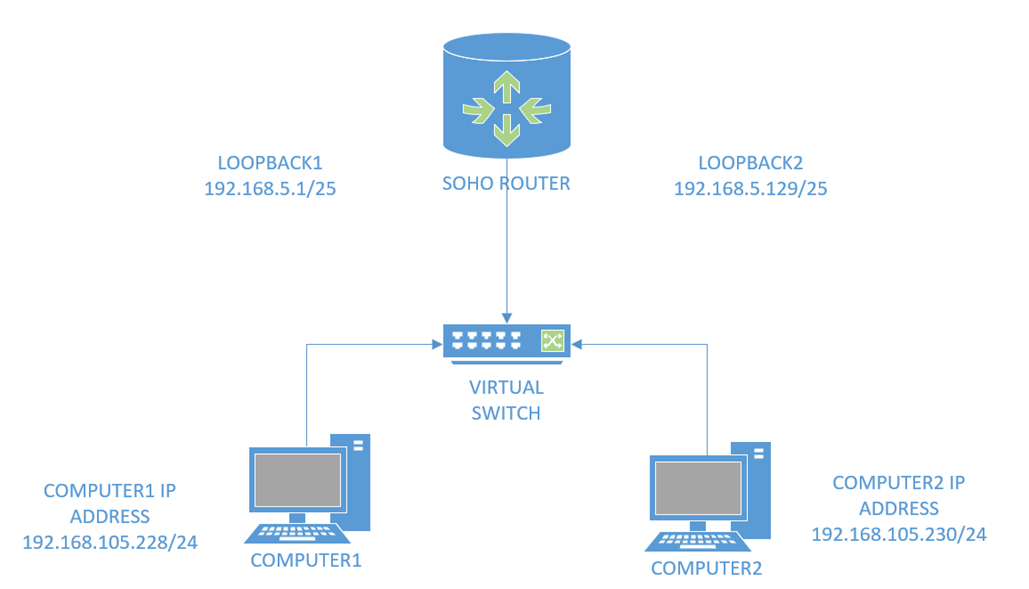 LOOPBACK1
192.168.5.1/25
SOHO ROUTER
LOOPBACK2
192.168.5.129/25
VIRTUAL
SWITCH
COMPUTER1 IP
ADDRESS
192.168.105.228/24
COMPUTER1
COMPUTER2 IP
ADDRESS
192.168.105.230/24
COMPUTER2